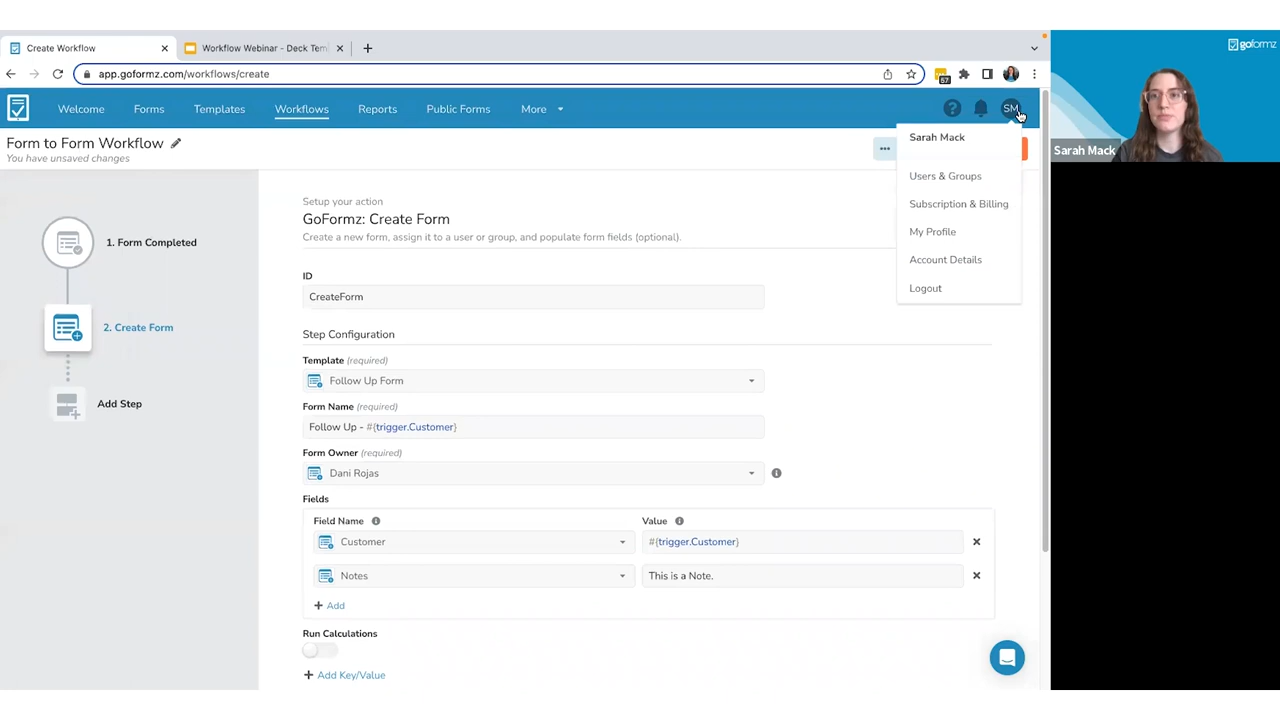 Create Workflow
Workflow Webinar - Deck Tem
app.goformz.com/workflows/create
57
goformz
Welcome
Forms
Templates
Workflows
Reports
Public Forms
More
SM
Form to Form Workflow
You have unsaved changes
Sarah Mack
Users & Groups
Subscription & Billing
My Profile
Account Details
Logout
Sarah Mack
1. Form Completed
2. Create Form
Add Step
Setup your action
GoFormz: Create Form
Create a new form, assign it to a user or group, and populate form fields (optional).
ID
CreateForm
Step Configuration
Template (required)
Follow Up Form
Form Name (required)
Follow Up - #{trigger.Customer}
Form Owner (required)
Dani Rojas
Fields
Field Name
Value
Customer
#{trigger.Customer}
Notes
This is a Note.
+ Add
Run Calculations
+ Add Key/Value